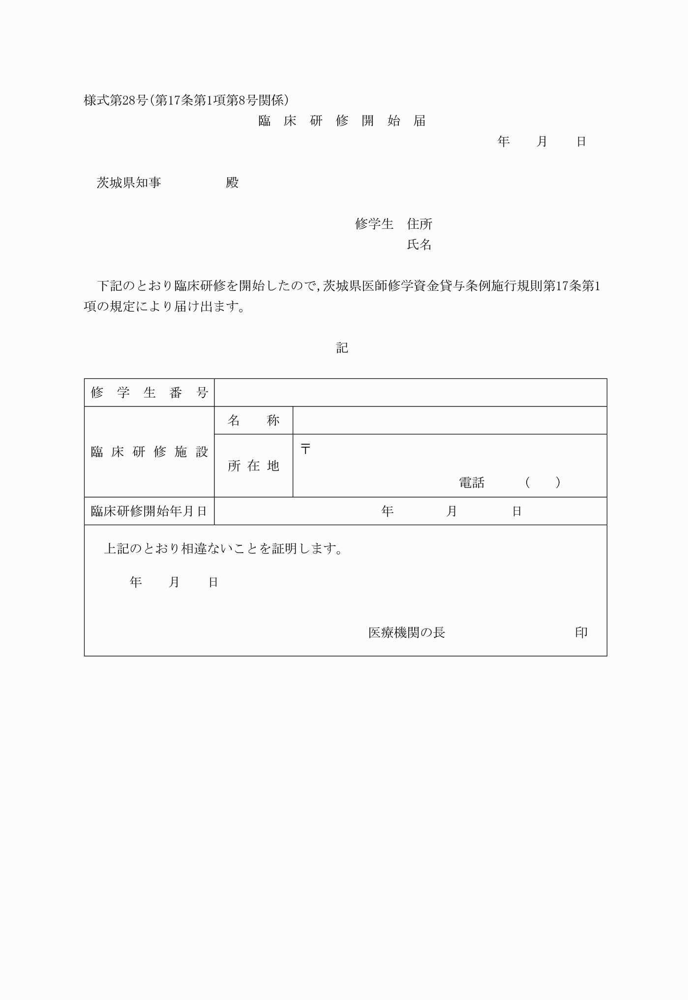 様式第28号(第17条第1項第8号関係)
臨　床　研　修　開　始　届
年　　月　　日
茨城県知事　　　　　殿
修学生　住所
氏名
下記のとおり臨床研修を開始したので,茨城県医師修学資金貸与条例施行規則第17条第1
項の規定により届け出ます。
記
修　学　生　番　号
臨 床 研 修 施 設
名　　称
所 在 地
〒
電話　　　(　　)
臨床研修開始年月日
年　　　　月　　　　日
上記のとおり相違ないことを証明します。
年　　月　　日
医療機関の長　　　　　　　　　　印